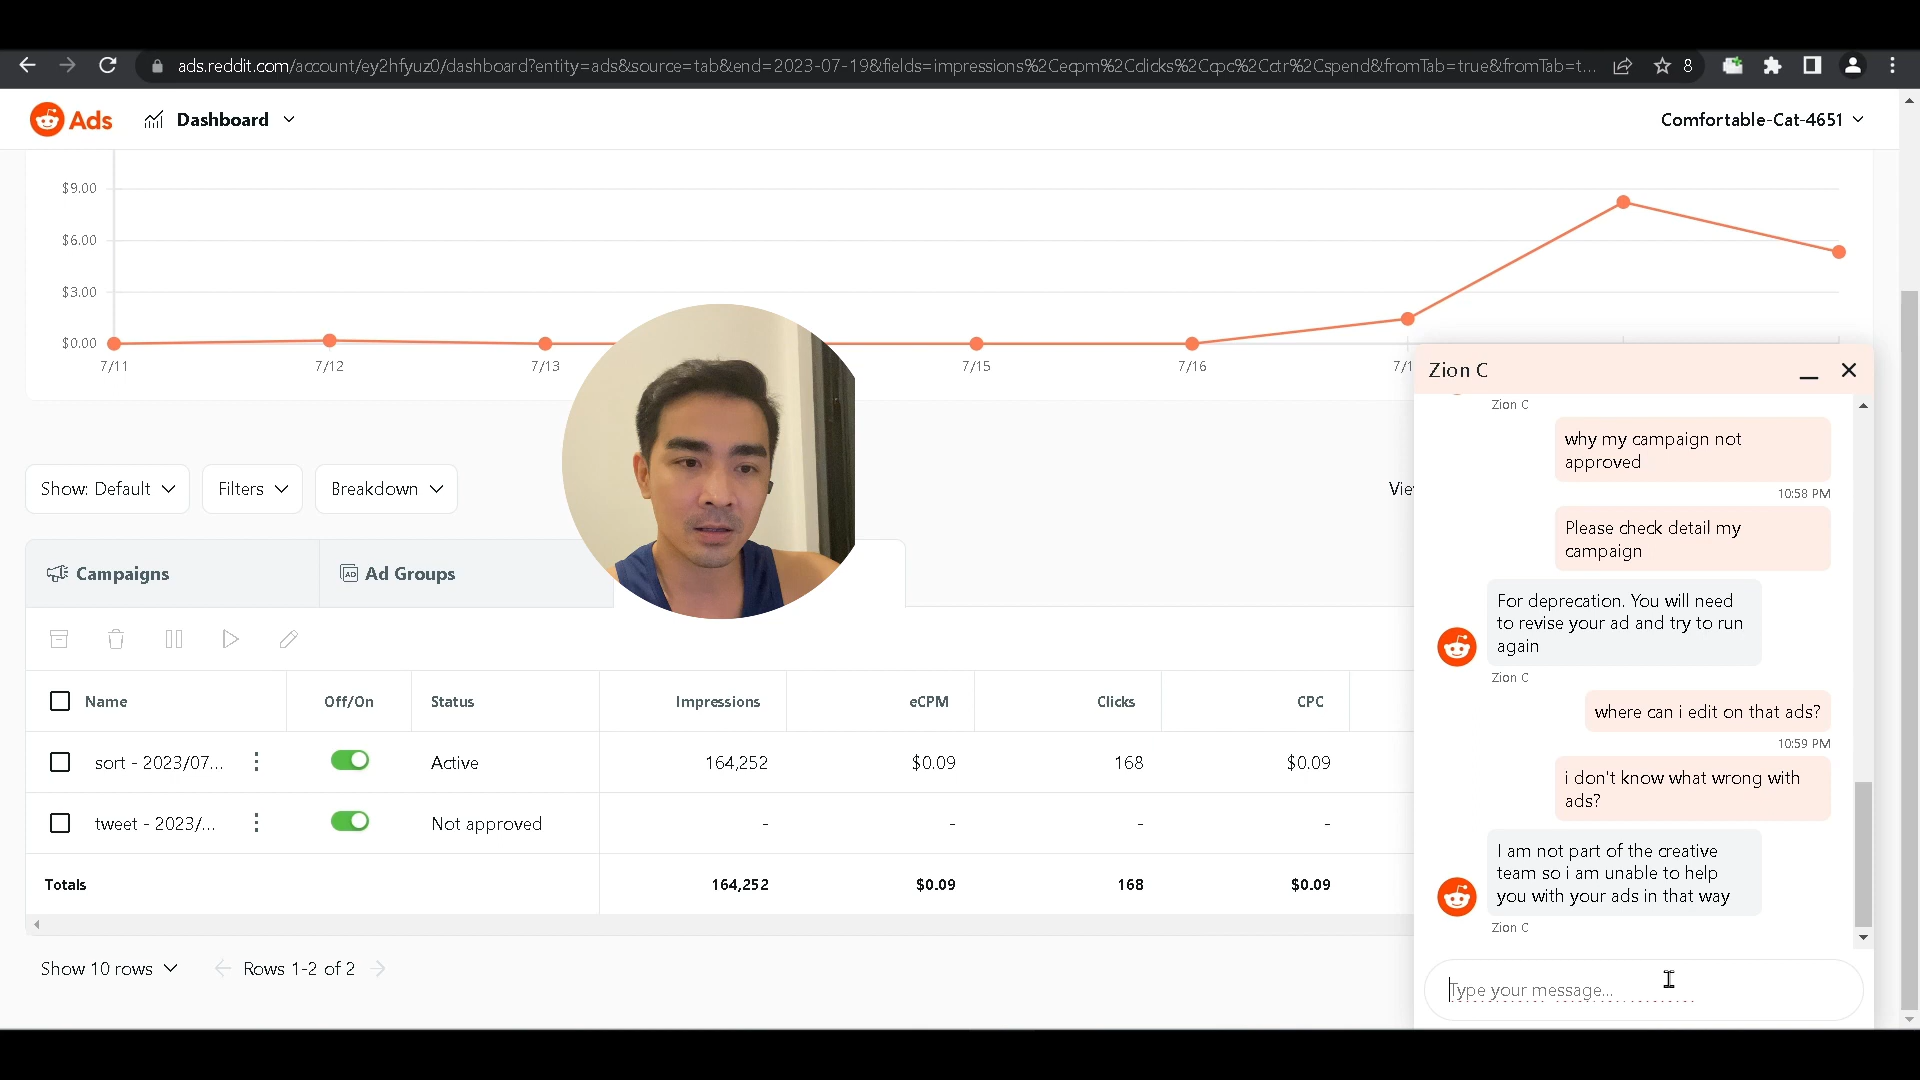 ads.reddit.com/account/ey2hfyuz0/dashboard?entity=ads&source=tab&end=2023-07-19&fields=impressions%2Cecpm%2Cclicks%2Ccpc%2Cctr%2Cspend&fromTab=true&fromTab=t...
8
Ads
Dashboard
Comfortable-Cat-4651
$9.00
$6.00
$3.00
$0.00
7/11
7/12
7/13
7/15
7/16
7/1
Zion C
Zion C
why my campaign not
approved
10:58 PM
Please check detail my
campaign
For deprecation. You will need
to revise your ad and try to run
again
Zion C
where can i edit on that ads?
10:59 PM
i don't know what wrong with
ads?
I am not part of the creative
team so i am unable to help
you with your ads in that way
Zion C
Type your message...
Show: Default
Filters
Breakdown
Vie
Campaigns
AD Ad Groups
Name Off/On Status Impressions eCPM Clicks CPC
sort - 2023/07... Active 164,252 $0.09 168 $0.09
tweet - 2023/... Not approved - - - -
Totals 164,252 $0.09 168 $0.09
Show 10 rows
Rows 1-2 of 2